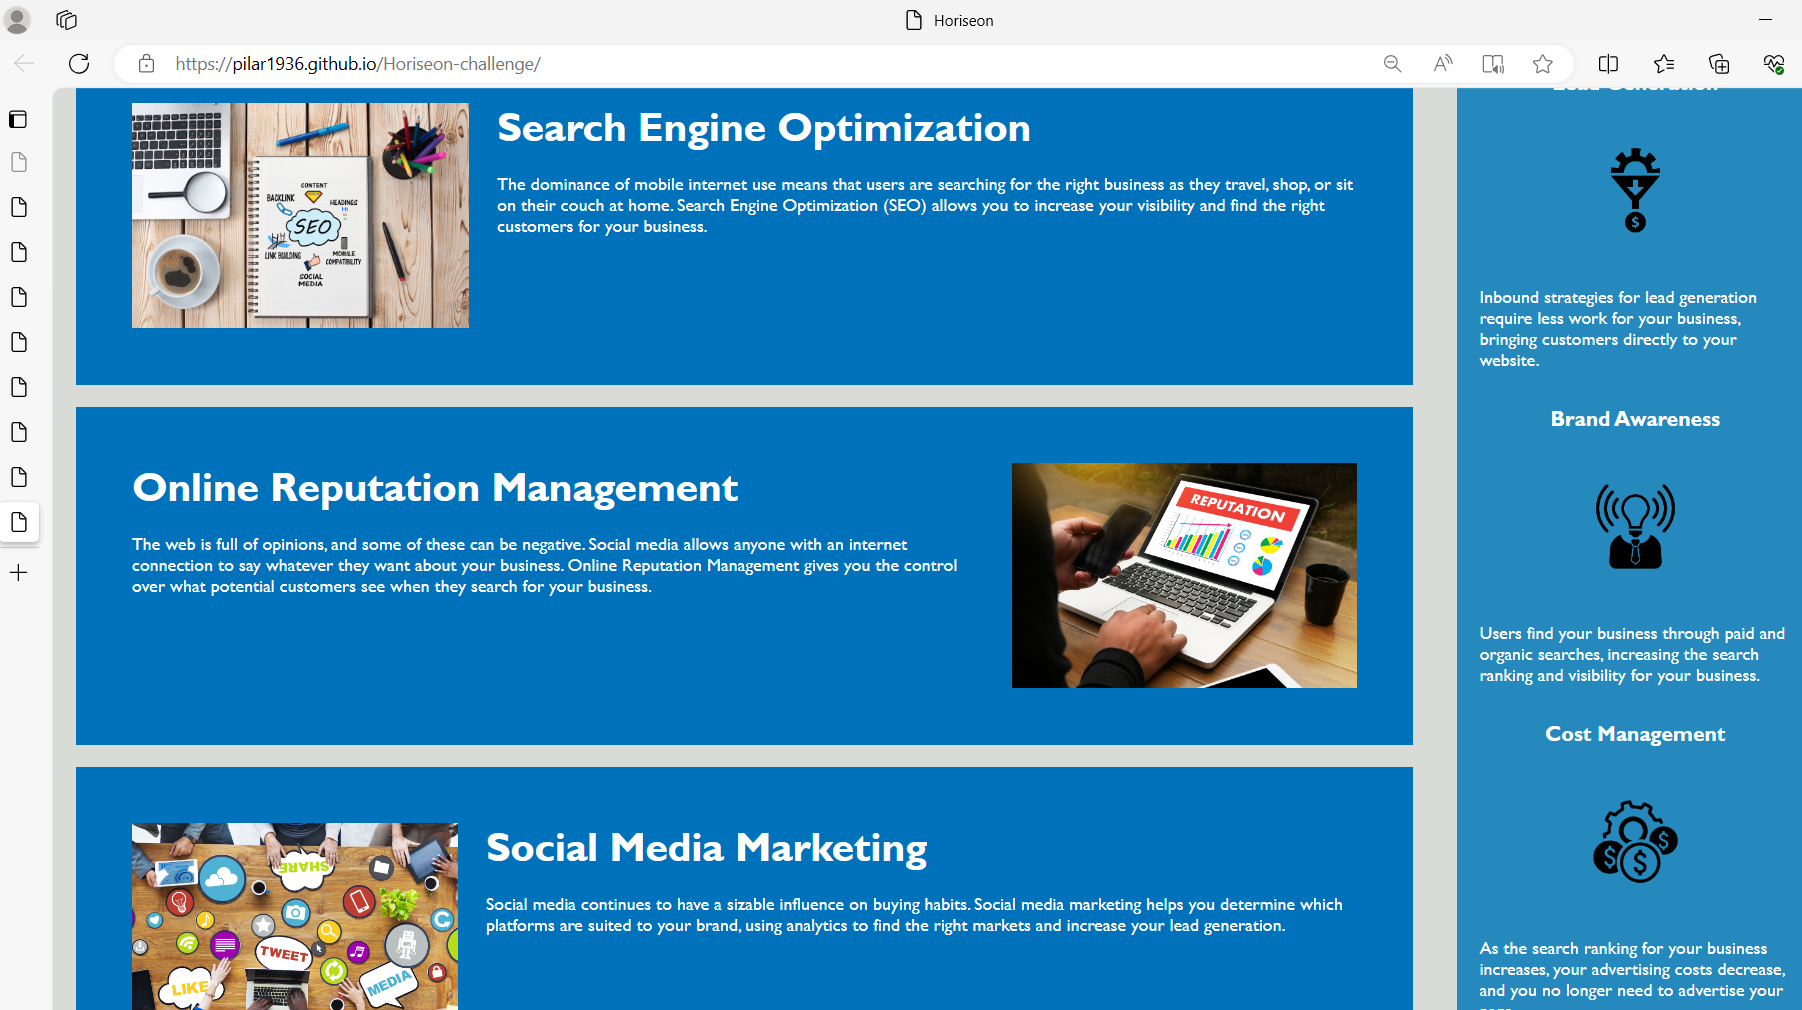 Horiseon
https://pilar1936.github.io/Horiseon-challenge/
Search Engine Optimization
The dominance of mobile internet use means that users are searching for the right business as they travel, shop, or sit
on their couch at home. Search Engine Optimization (SEO) allows you to increase your visibility and find the right
customers for your business.
CONTENT
BACKLINK
HEADINGS
SEO
LINK BUILDING
MOBILE
COMPATIBILITY
SOCIAL
MEDIA
Online Reputation Management
The web is full of opinions, and some of these can be negative. Social media allows anyone with an internet
connection to say whatever they want about your business. Online Reputation Management gives you the control
over what potential customers see when they search for your business.
REPUTATION
Social Media Marketing
Social media continues to have a sizable influence on buying habits. Social media marketing helps you determine which
platforms are suited to your brand, using analytics to find the right markets and increase your lead generation.
SHARE
TWEET
LIKE
MEDIA
Lead Generation
Inbound strategies for lead generation
require less work for your business,
bringing customers directly to your
website.
Brand Awareness
Users find your business through paid and
organic searches, increasing the search
ranking and visibility for your business.
Cost Management
As the search ranking for your business
increases, your advertising costs decrease,
and you no longer need to advertise your